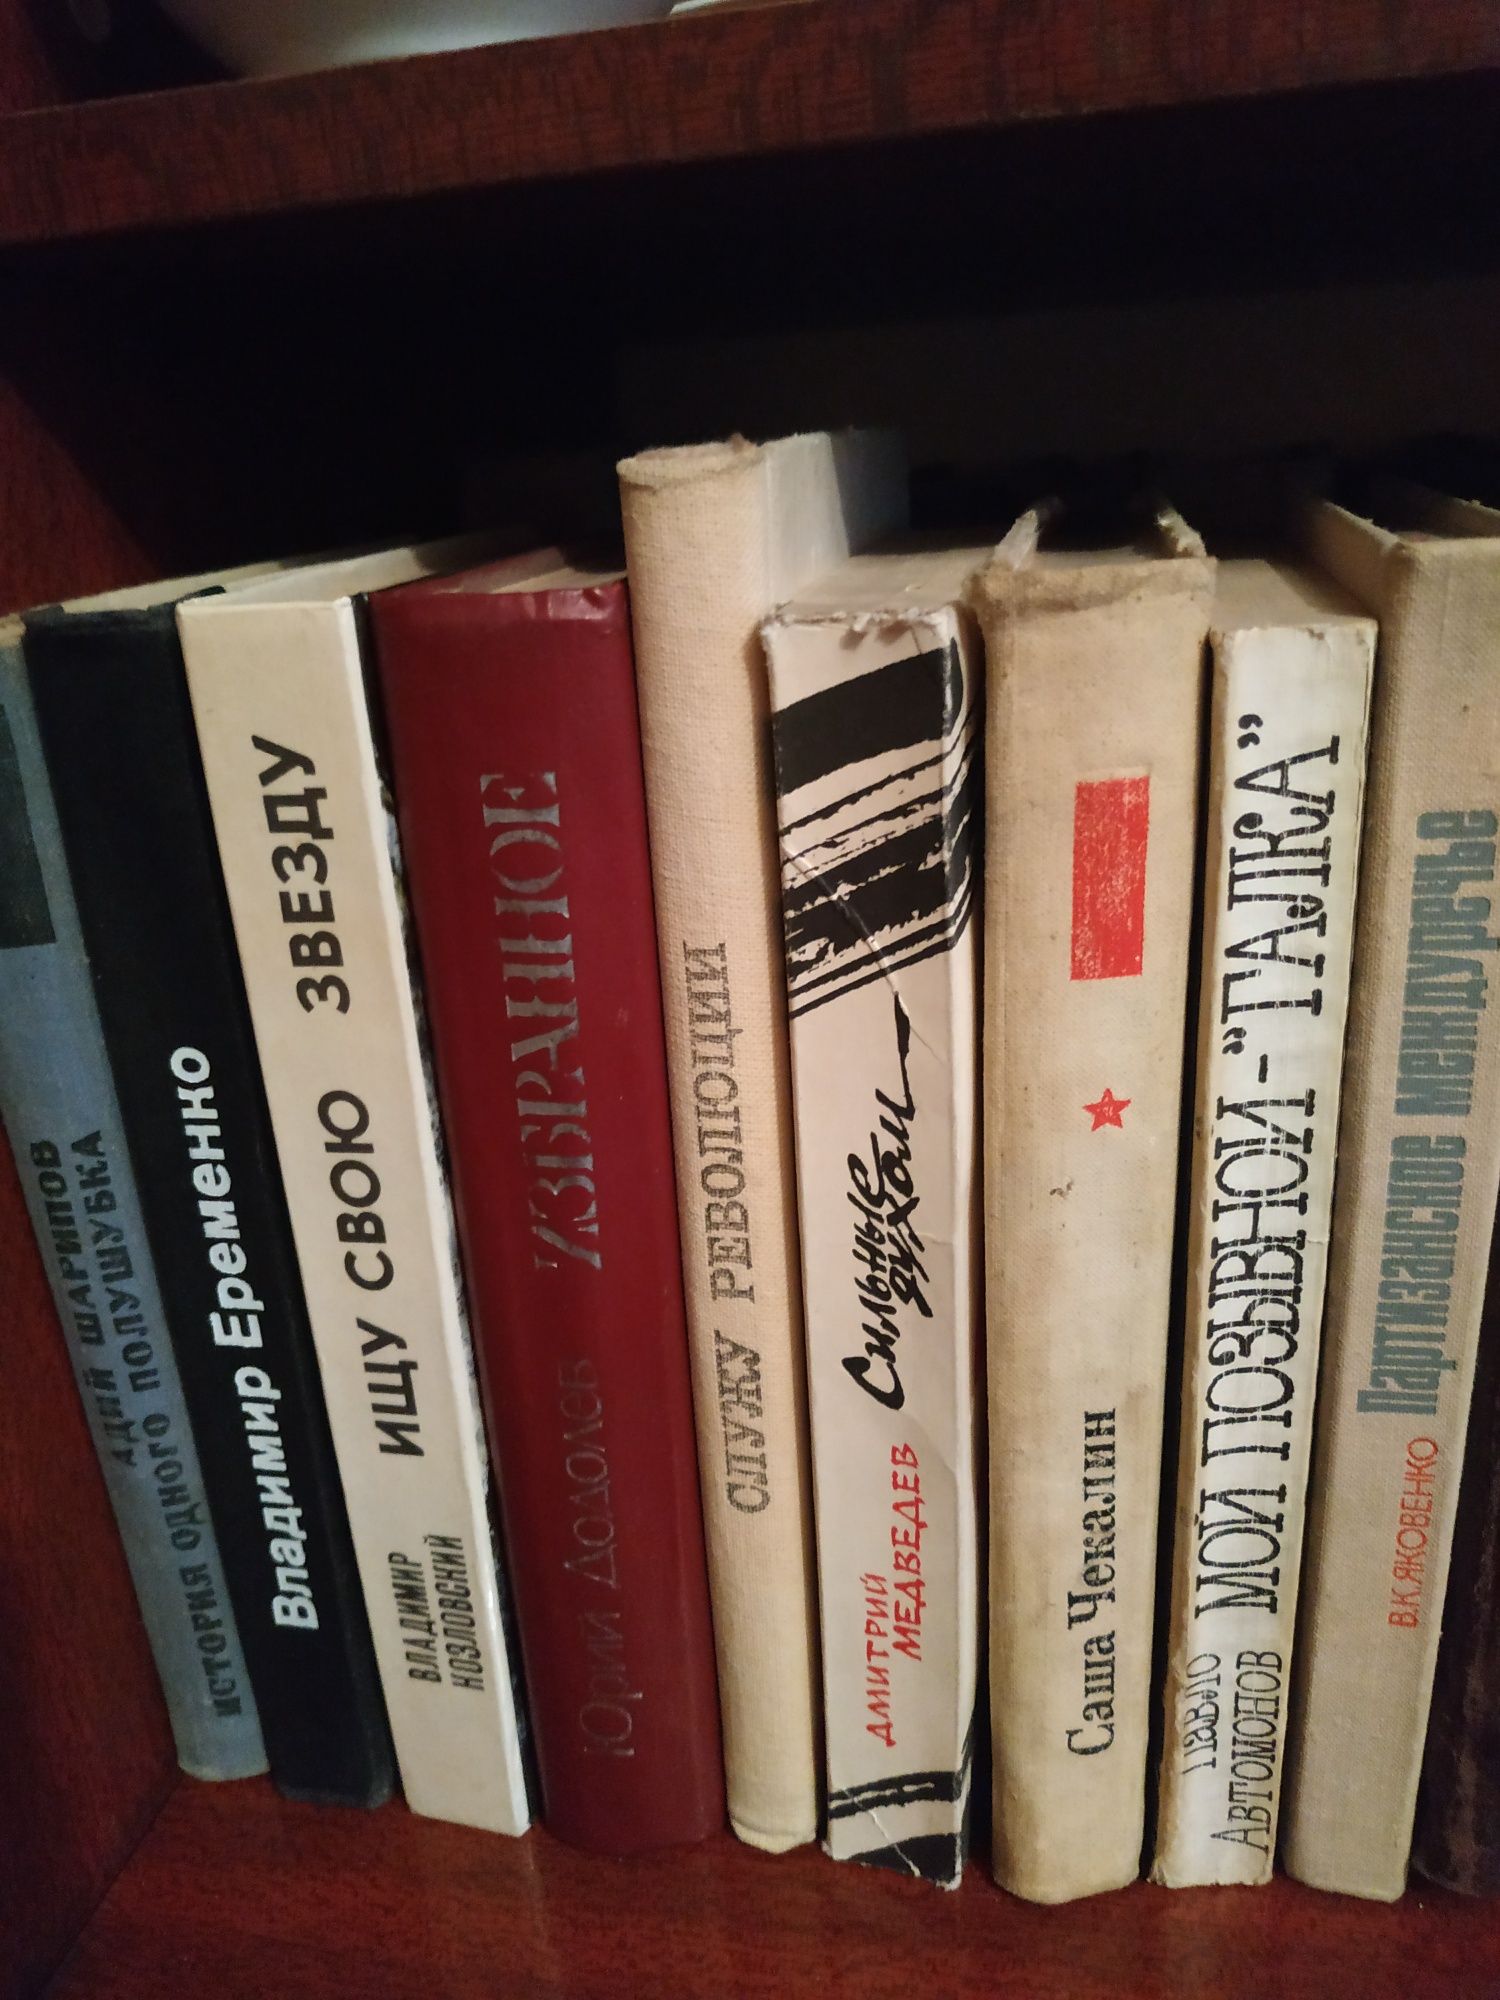 АДИЙ ШАРИПОВ
ИСТОРИЯ ОДНОГО ПОЛУШУБКА
Владимир Еременко
ВЛАДИМИР
КОЗЛОВСКИЙ
ИЩУ СВОЮ ЗВЕЗДУ
Юрий Додолев ИЗБРАННОЕ
СЛУЖУ РЕВОЛЮЦИИ
ДМИТРИЙ
МЕДВЕДЕВ
Сильные
духом
Саша Чекалин
ПАВЛО
АВТОМОНОВ
МОЙ ПОЗЫВНОЙ-"ГАЛКА"
В.К.ЯКОВЕНКО Партизанское междуречье